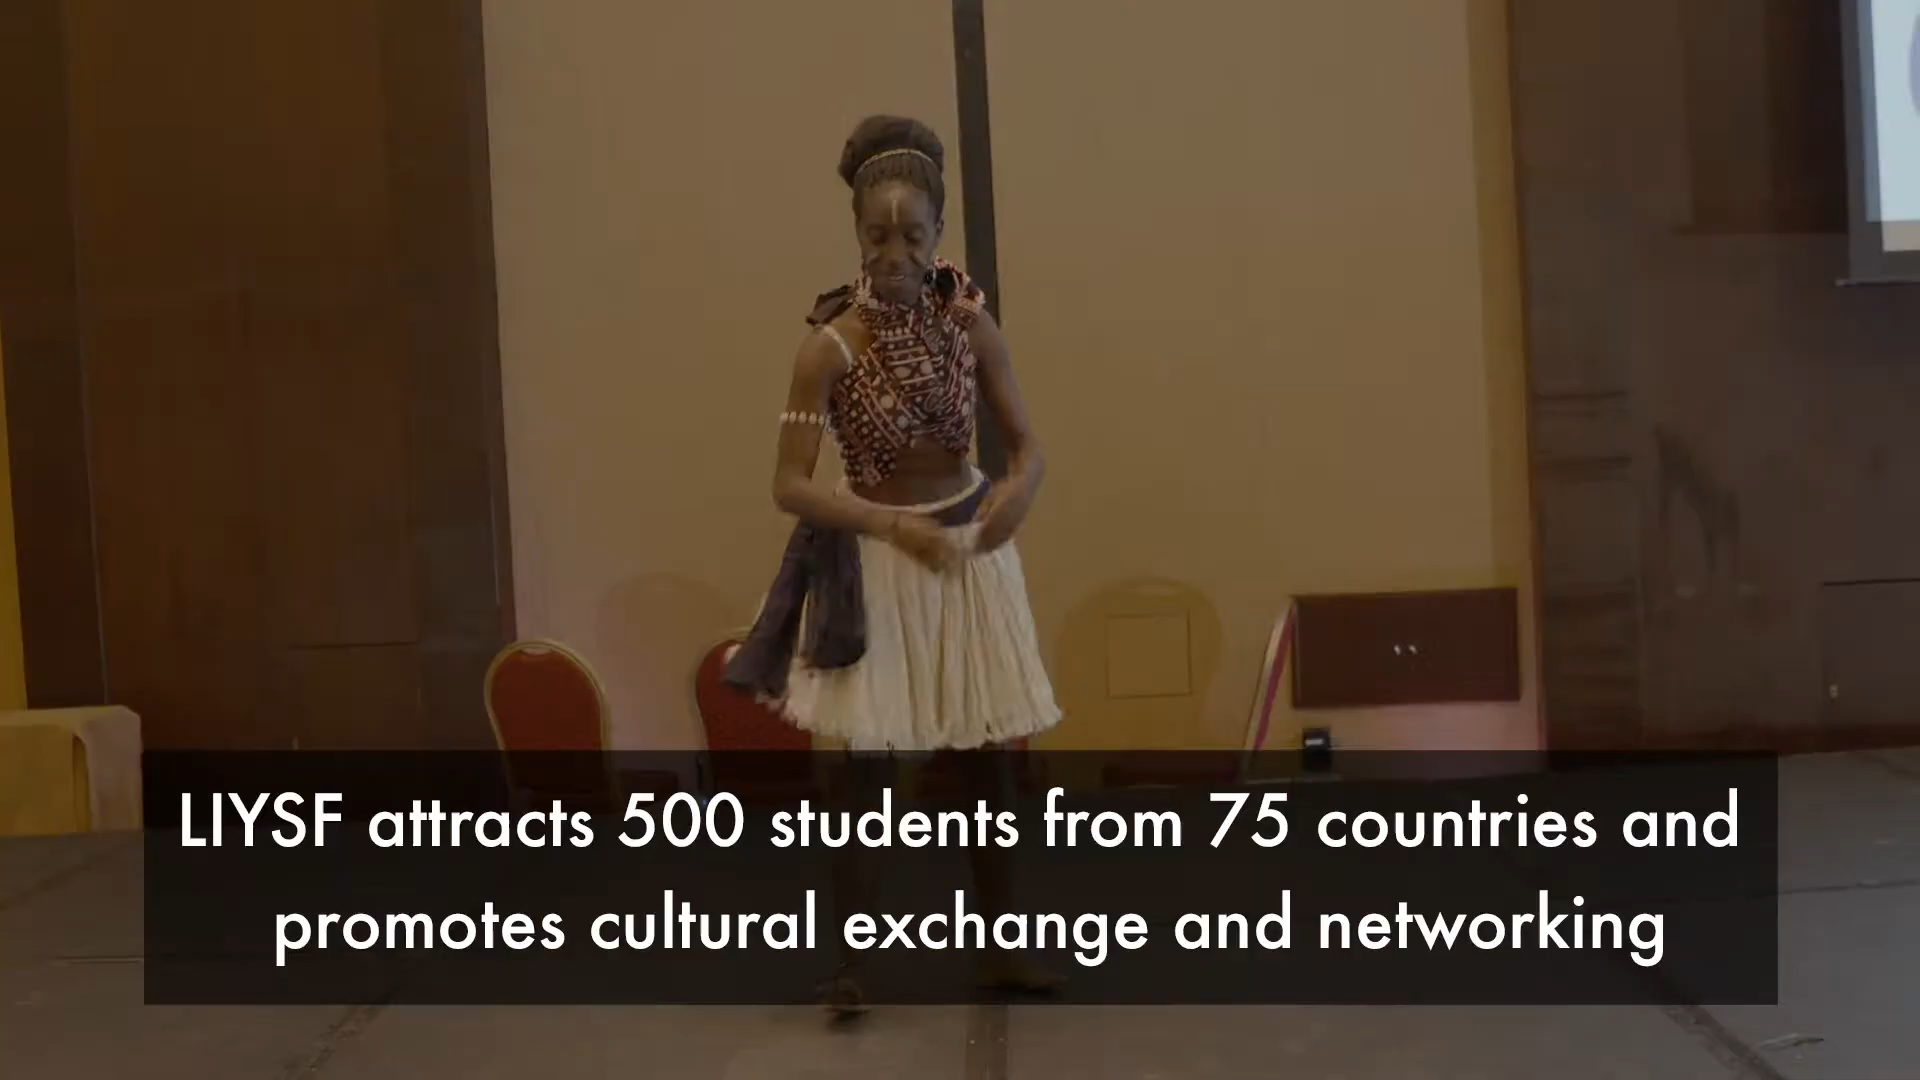 LIYSF attracts 500 students from 75 countries and
promotes cultural exchange and networking